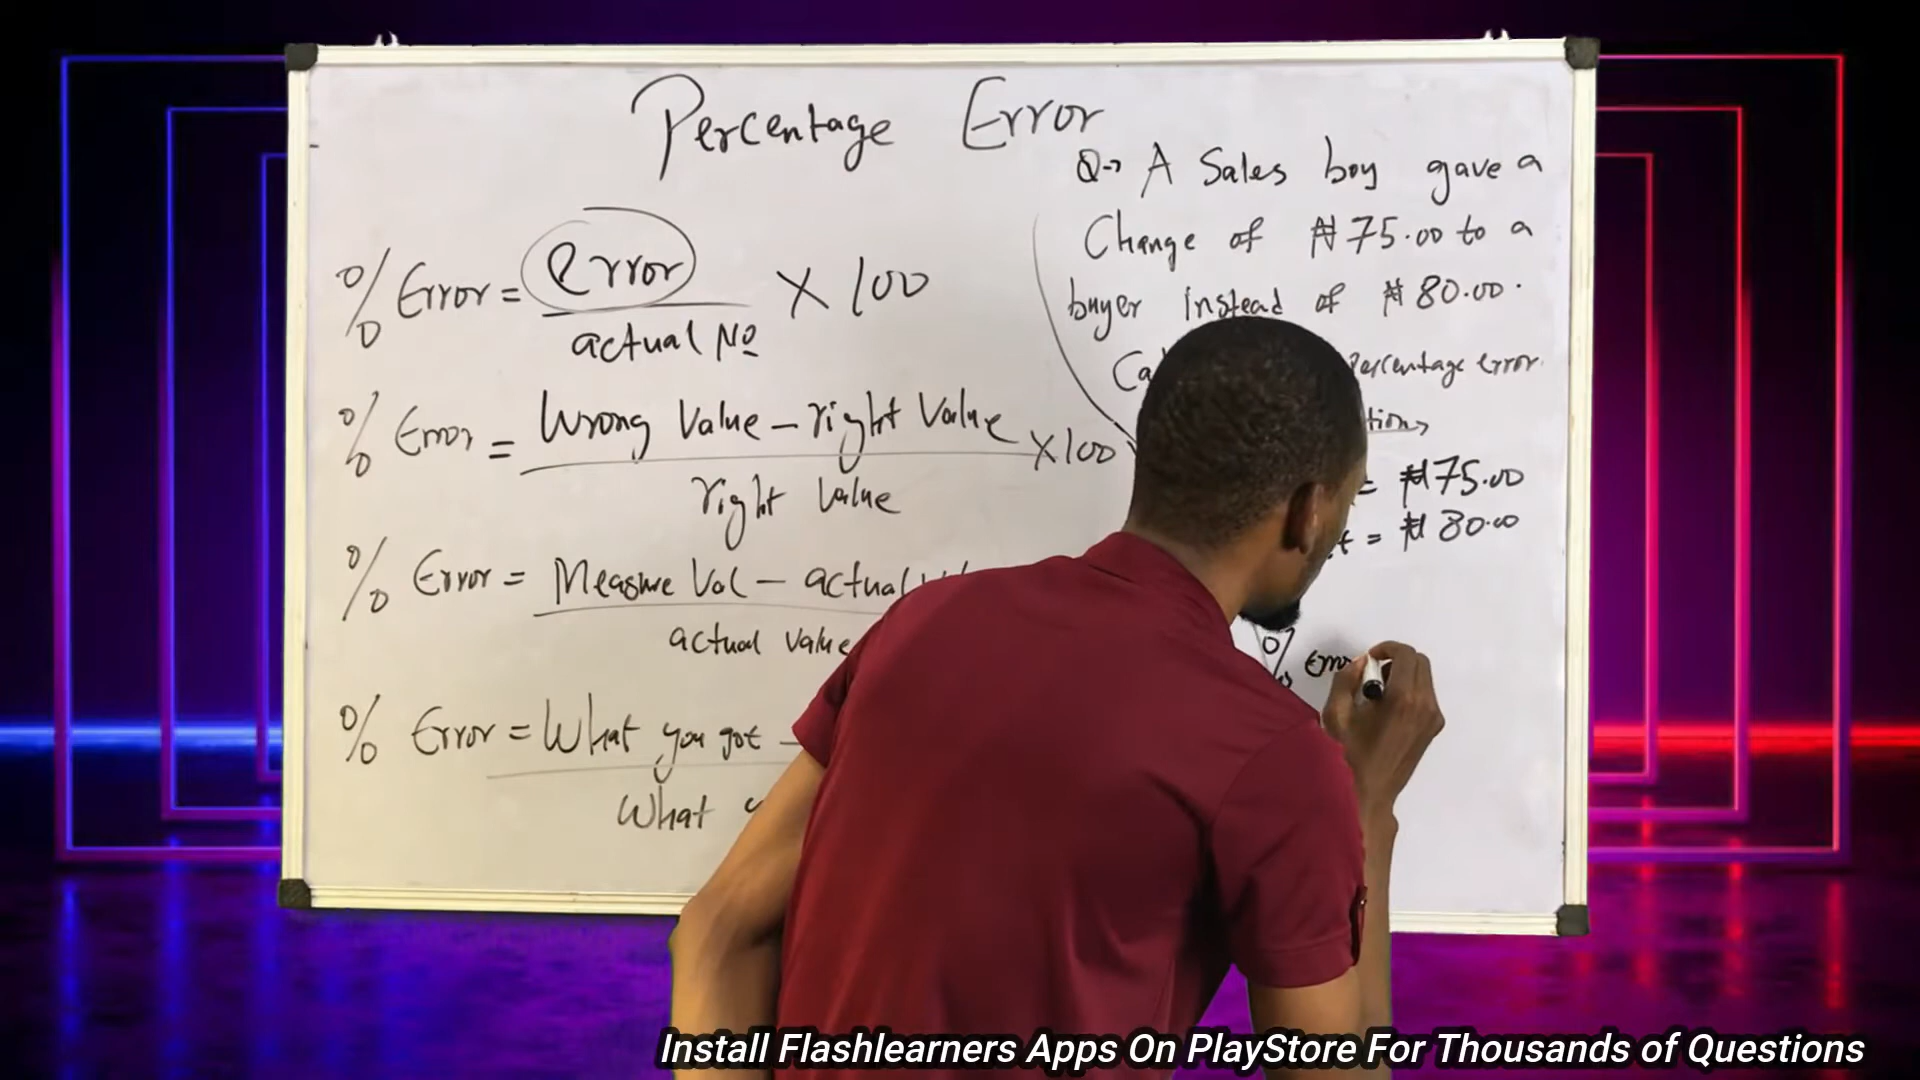 Percentage Error
% Error = error
actual No
× 100
% Error = Wrong Value - right Value
right Value
× 100
% Error = Measure Val - actual
actual value
% Error = What you got -
What
Q→ A Sales boy gave a
Change of ₦75.00 to a
buyer instead of ₦80.00.
Percentage error.
= ₦75.00
= ₦80.00
% Erro
Install Flashlearners Apps On PlayStore For Thousands of Questions